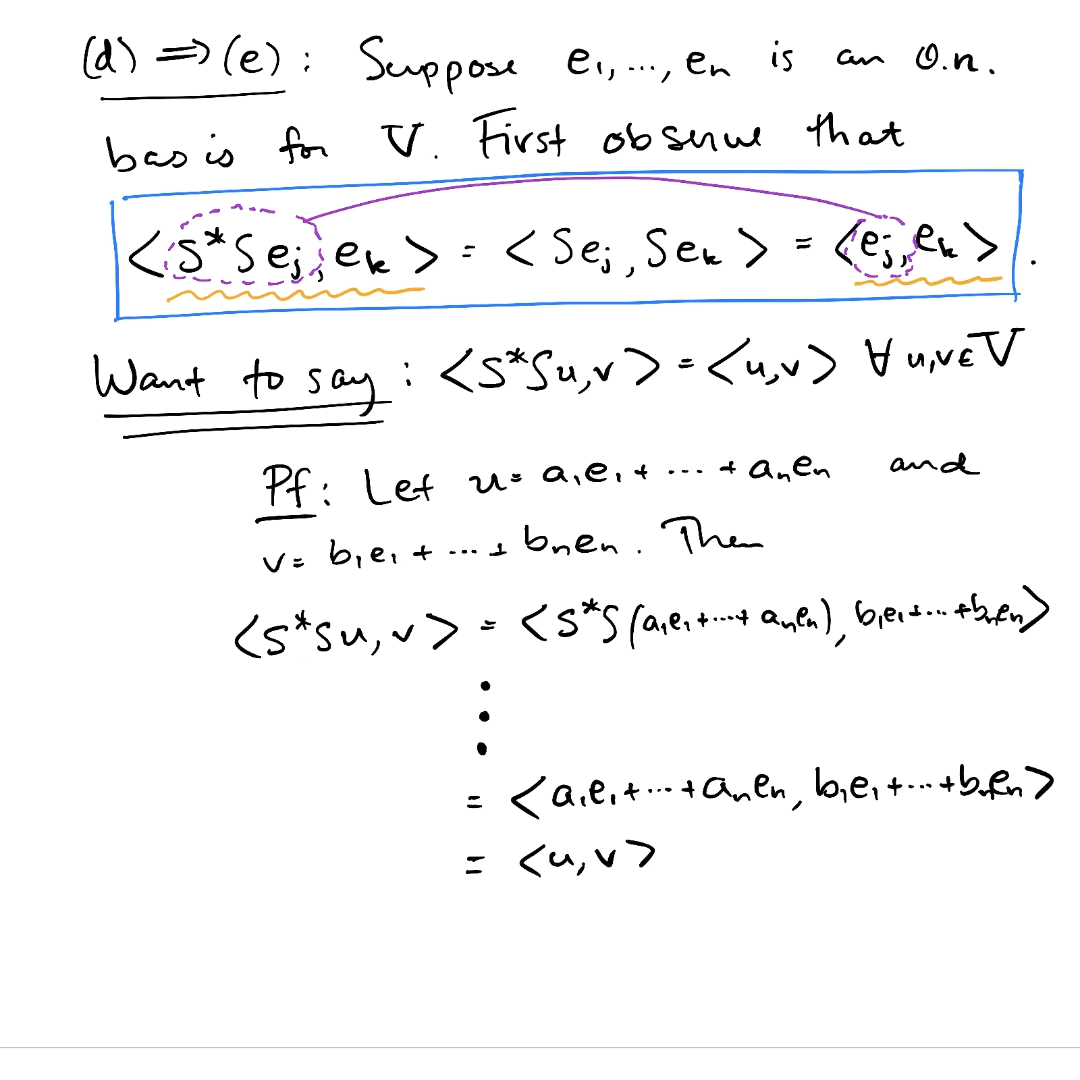 (d) ⟹ (e) : Suppose e₁, ..., eₙ is an O.n.
basis for V. First observe that
<S*Seⱼ, eₖ> = <Seⱼ, Seₖ> = <eⱼ, eₖ> .
Want to say : <S*Su, v> = <u, v> ∀ u, v ∈ V
Pf : Let u = a₁e₁ + ... + aₙeₙ and
v = b₁e₁ + ... + bₙeₙ . Then
<S*Su, v> = <S*S(a₁e₁ + ... + aₙeₙ), b₁e₁ + ... + bₙeₙ>
⋮
= <a₁e₁ + ... + aₙeₙ, b₁e₁ + ... + bₙeₙ>
= <u, v>